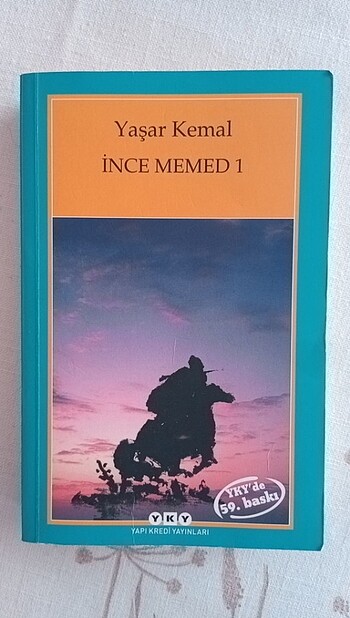 Yaşar Kemal
İNCE MEMED 1
YKY'de
59. baskı
YKY
YAPI KREDİ YAYINLARI